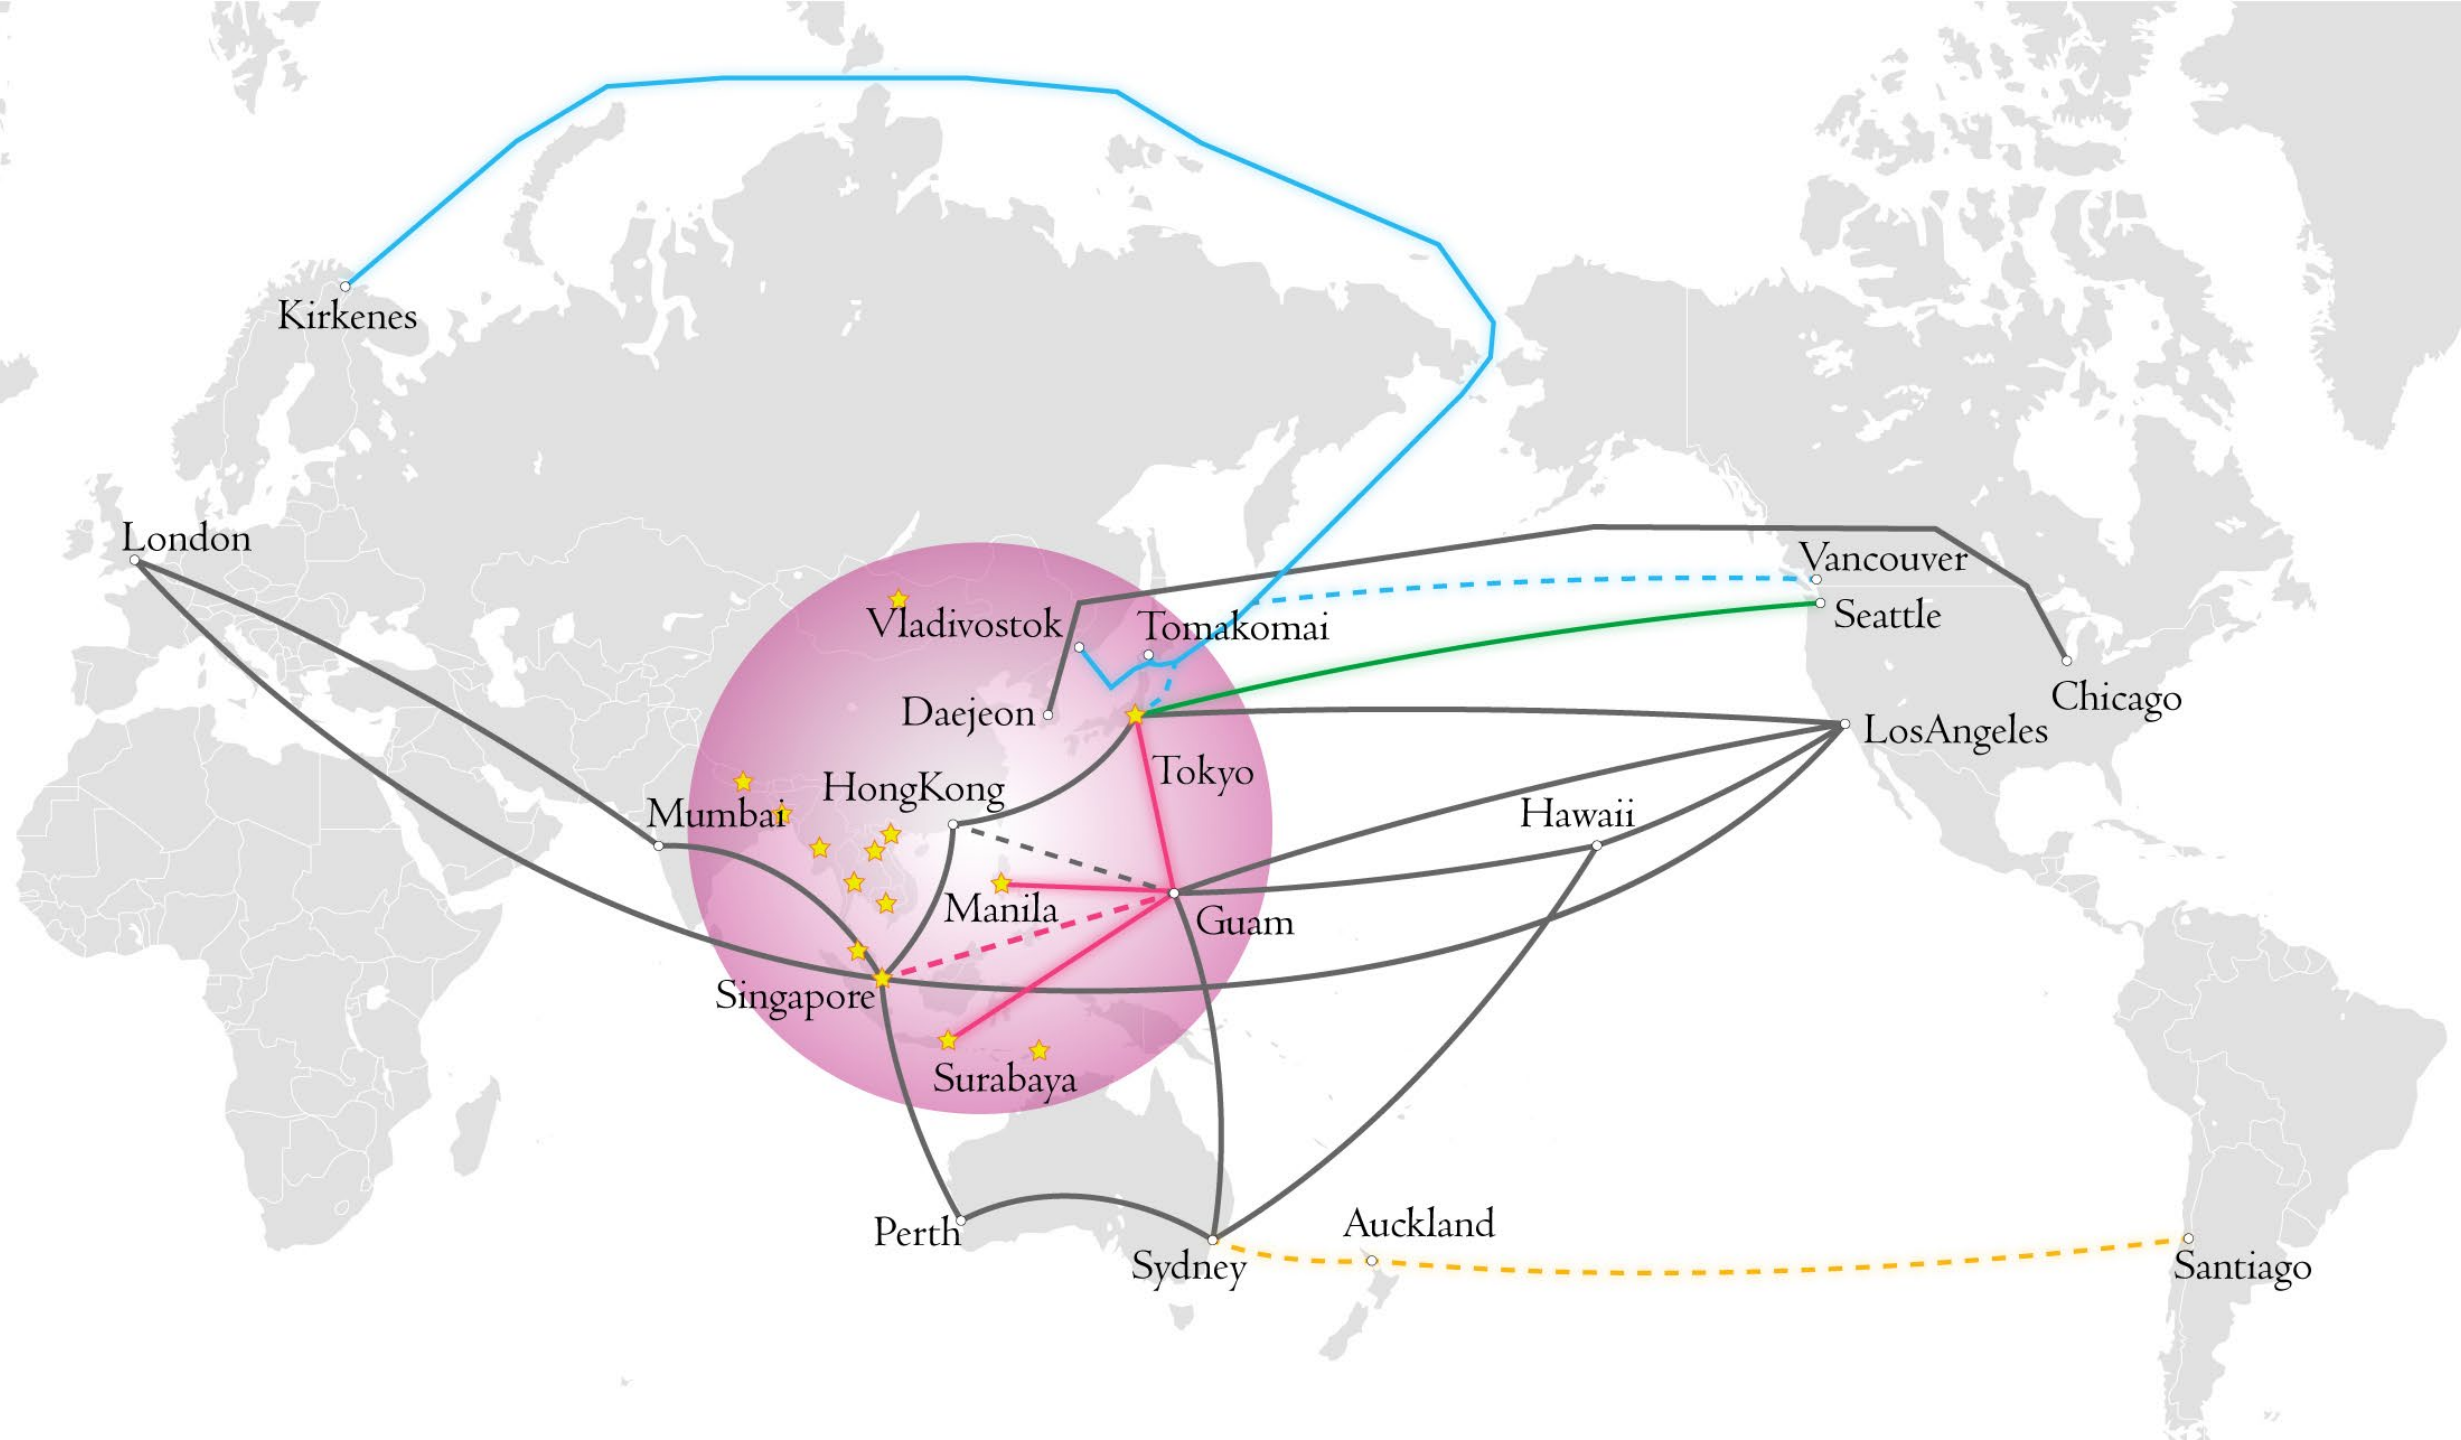 Kirkenes
London
Vancouver
Seattle
Vladivostok
Tomakomai
Chicago
Daejeon
LosAngeles
Tokyo
HongKong
Mumbai
Hawaii
Manila
Guam
Singapore
Surabaya
Perth
Auckland
Sydney
Santiago